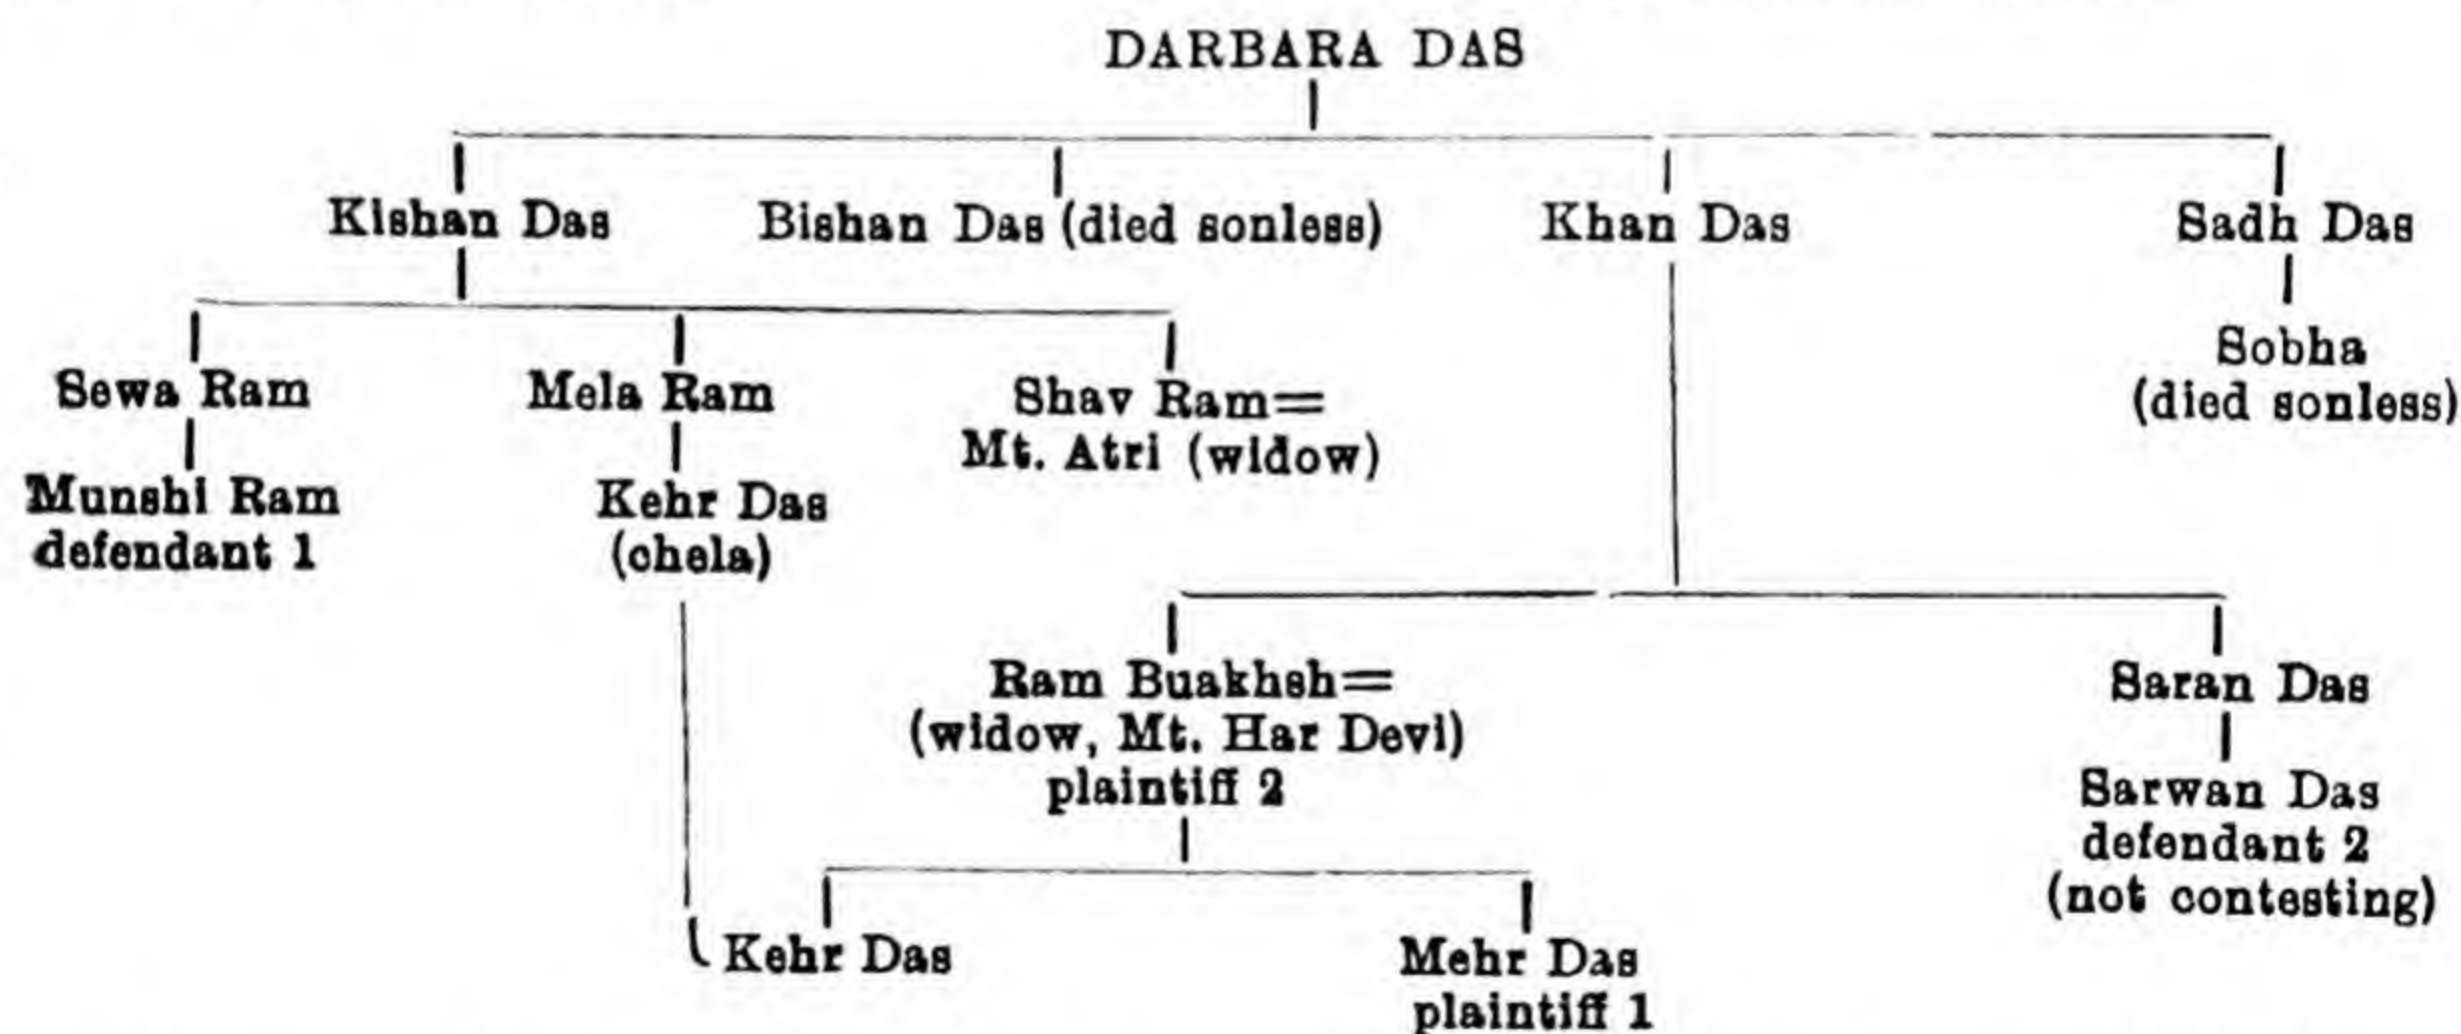 DARBARA DAS
Kishan Das
Bishan Das (died sonless)
Khan Das
Sadh Das
Sobha
(died sonless)
Sewa Ram
Mela Ram
Shav Ram=
Mt. Atri (widow)
Munshi Ram
defendant 1
Kehr Das
(chela)
Ram Buakhsh=
(widow, Mt. Har Devi)
plaintiff 2
Saran Das
Sarwan Das
defendant 2
(not contesting)
Kehr Das
Mehr Das
plaintiff 1